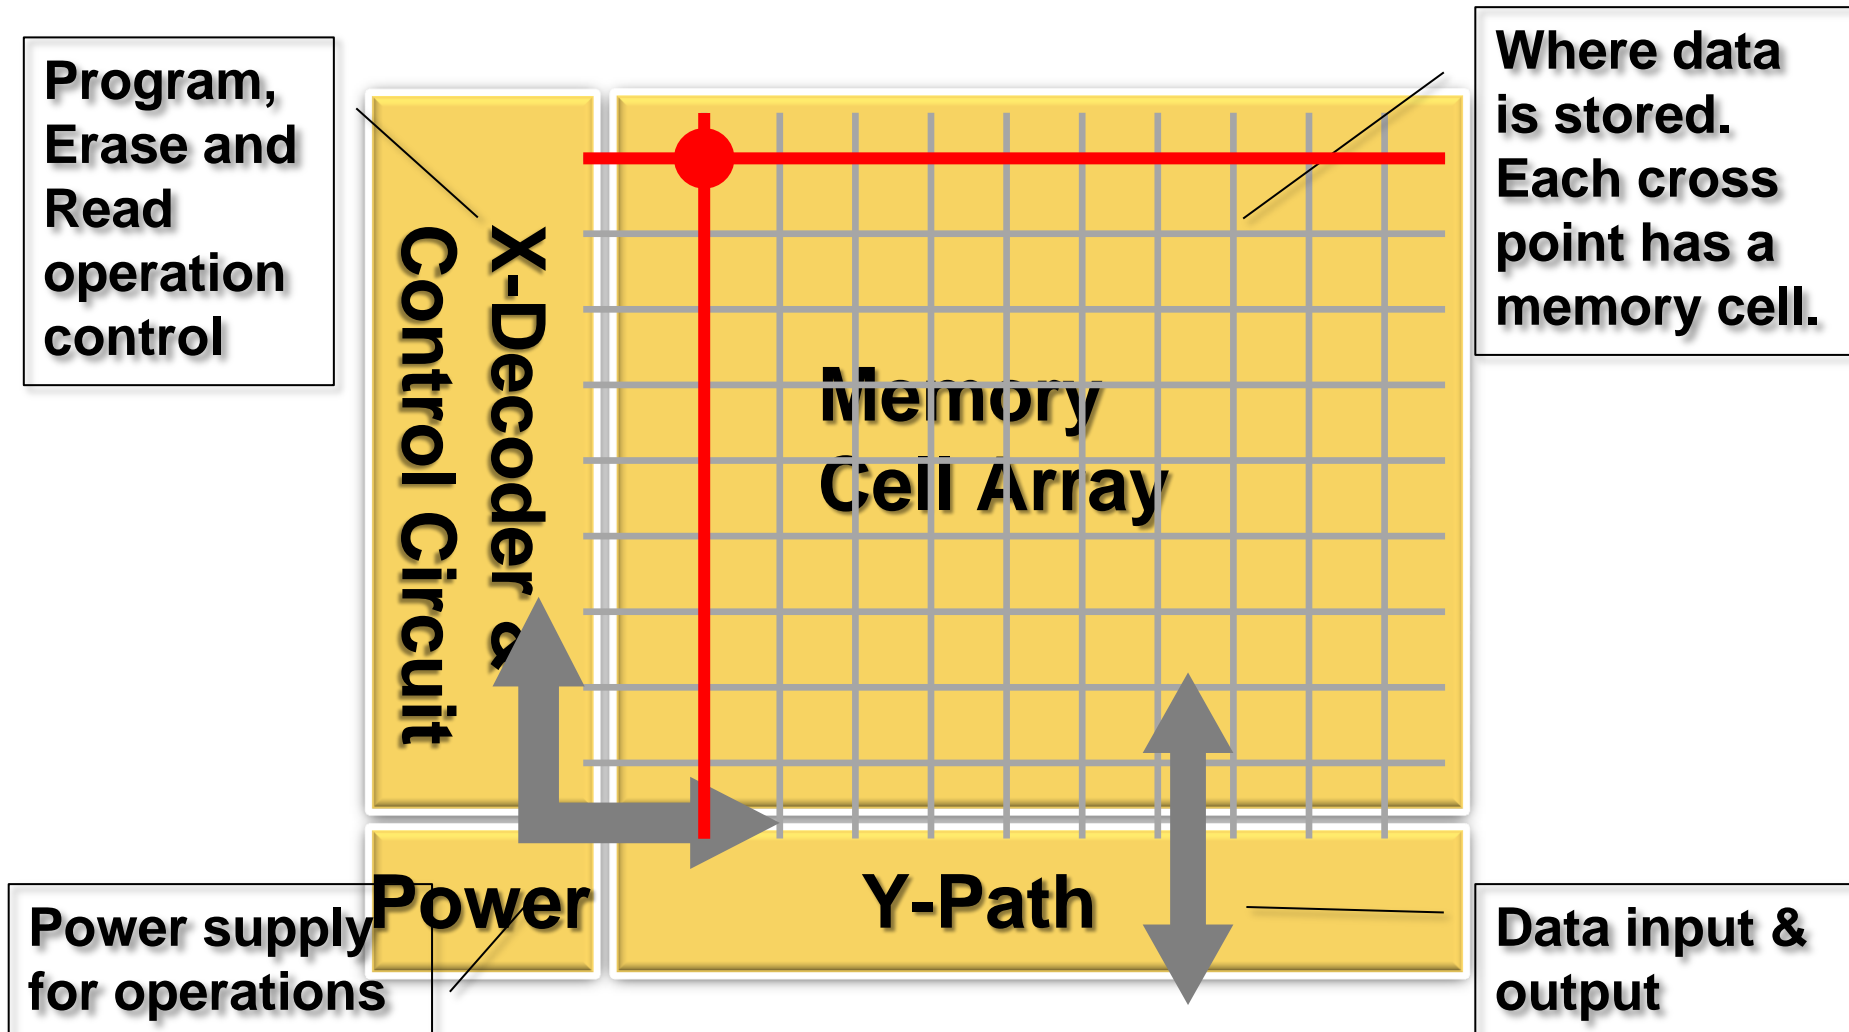 Program,
Erase and
Read
operation
control
X-Decoder &
Control Circuit
Memory
Cell Array
Where data
is stored.
Each cross
point has a
memory cell.
Power supply
for operations
Power
Y-Path
Data input &
output